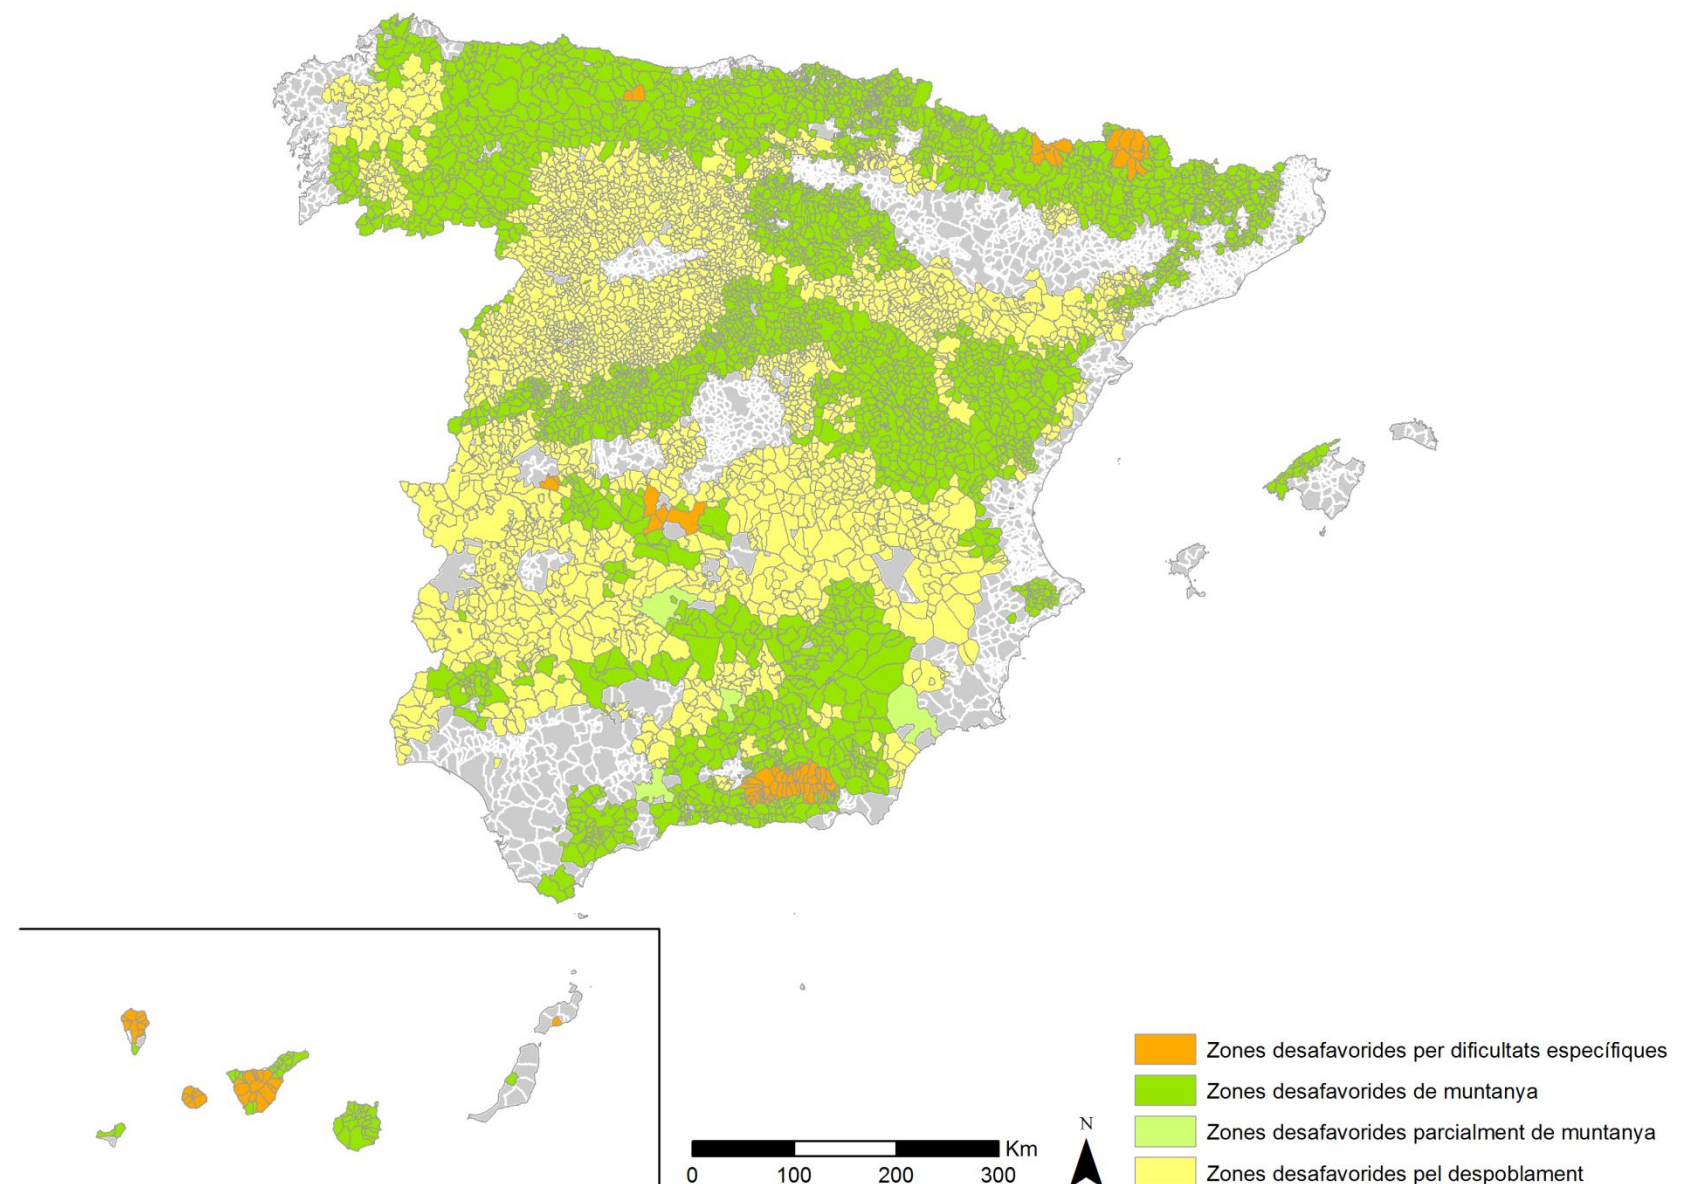 Zones desafavorides per dificultats específiques
Zones desafavorides de muntanya
Zones desafavorides parcialment de muntanya
Zones desafavorides pel despoblament
N
Km
0 100 200 300